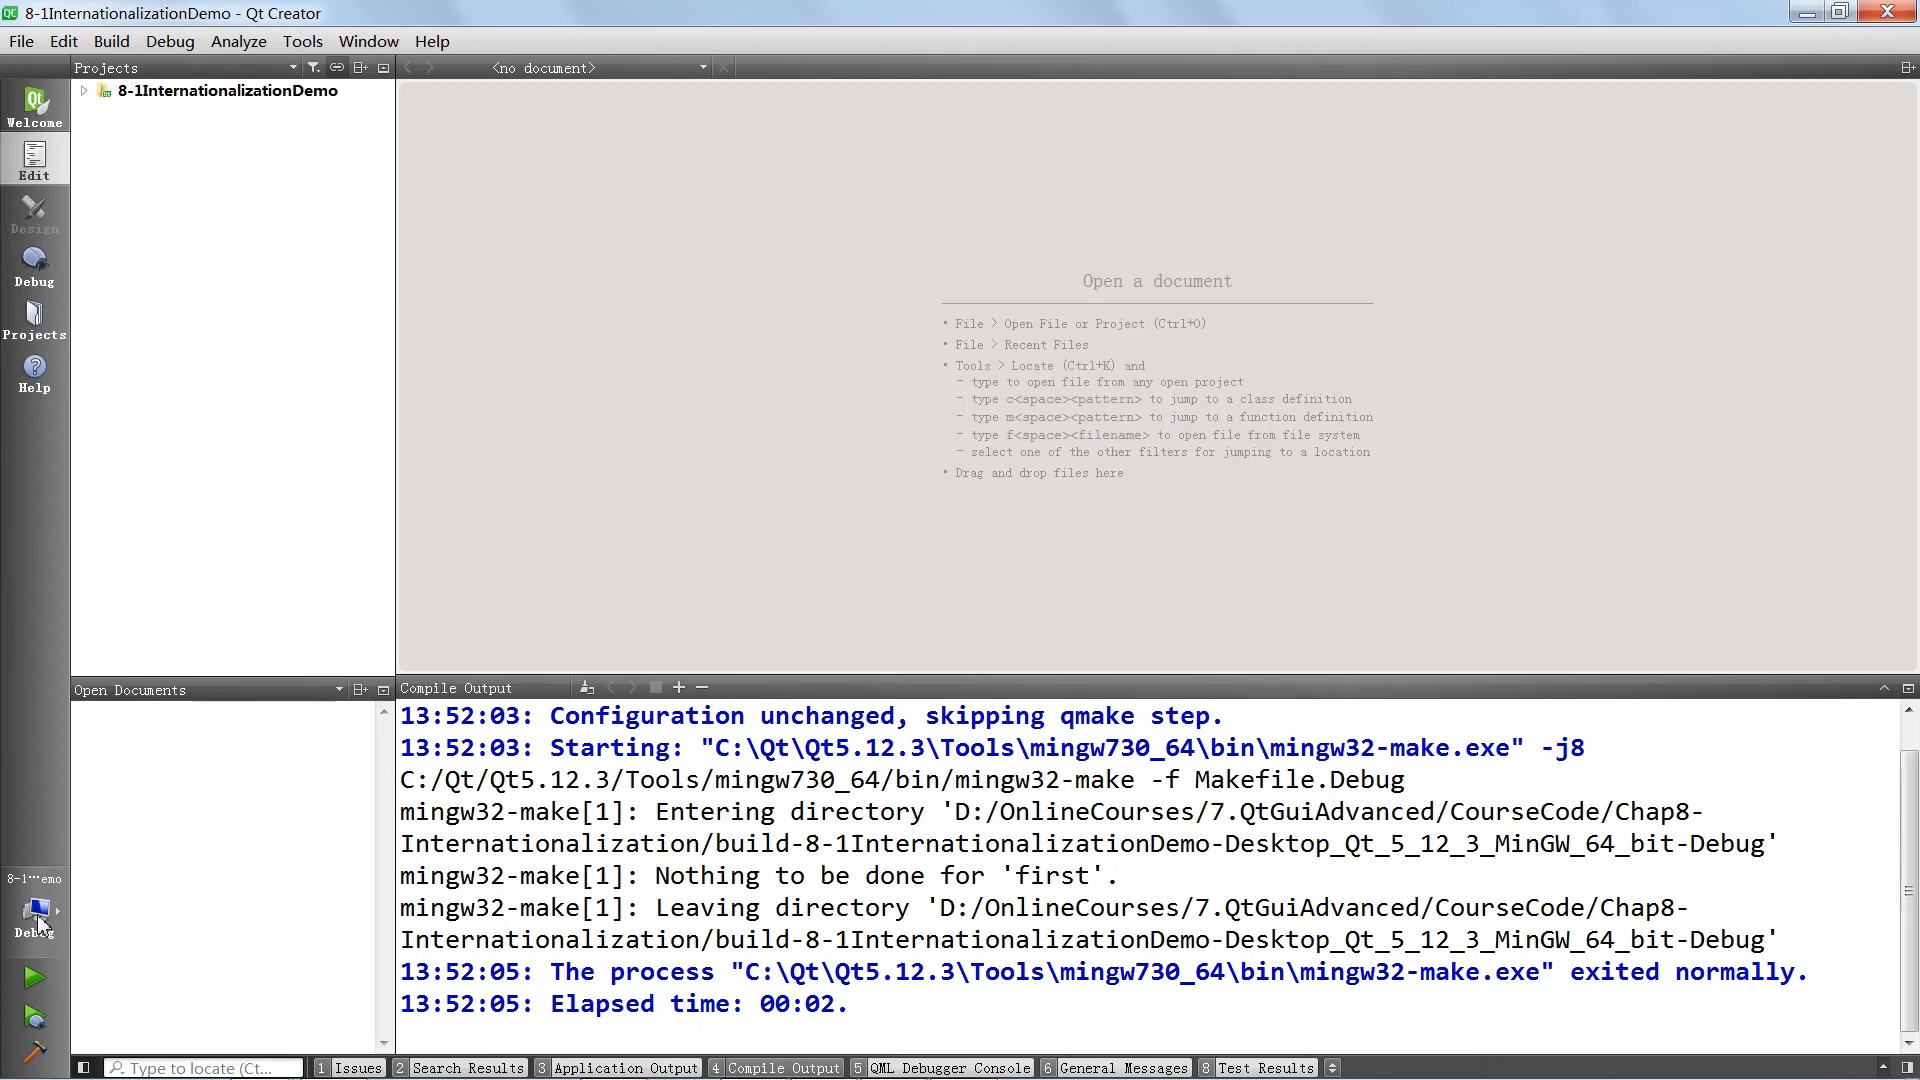 8-1InternationalizationDemo - Qt Creator
File Edit Build Debug Tools Analyze Window Help
Projects
<no document>
8-1InternationalizationDemo
Welcome
Edit
Design
Debug
Projects
Help
Open a document
• File > Open File or Project (Ctrl+O)
• File > Recent Files
• Tools > Locate (Ctrl+K) and
- type to open file from any open project
- type c<space><pattern> to jump to a class definition
- type m<space><pattern> to jump to a function definition
- type f<space><filename> to open file from file system
- select one of the other filters for jumping to a location
• Drag and drop files here
Open Documents
Compile Output
13:52:03: Configuration unchanged, skipping qmake step.
13:52:03: Starting: "C:\Qt\Qt5.12.3\Tools\mingw730_64\bin\mingw32-make.exe" -j8
C:/Qt/Qt5.12.3/Tools/mingw730_64/bin/mingw32-make -f Makefile.Debug
mingw32-make[1]: Entering directory 'D:/OnlineCourses/7.QtGuiAdvanced/CourseCode/Chap8-
Internationalization/build-8-1InternationalizationDemo-Desktop_Qt_5_12_3_MinGW_64_bit-Debug'
mingw32-make[1]: Nothing to be done for 'first'.
mingw32-make[1]: Leaving directory 'D:/OnlineCourses/7.QtGuiAdvanced/CourseCode/Chap8-
Internationalization/build-8-1InternationalizationDemo-Desktop_Qt_5_12_3_MinGW_64_bit-Debug'
13:52:05: The process "C:\Qt\Qt5.12.3\Tools\mingw730_64\bin\mingw32-make.exe" exited normally.
13:52:05: Elapsed time: 00:02.
8-1…emo
Debug
Type to locate (Ct...
1 Issues 2 Search Results 3 Application Output 4 Compile Output 5 QML Debugger Console 6 General Messages 8 Test Results